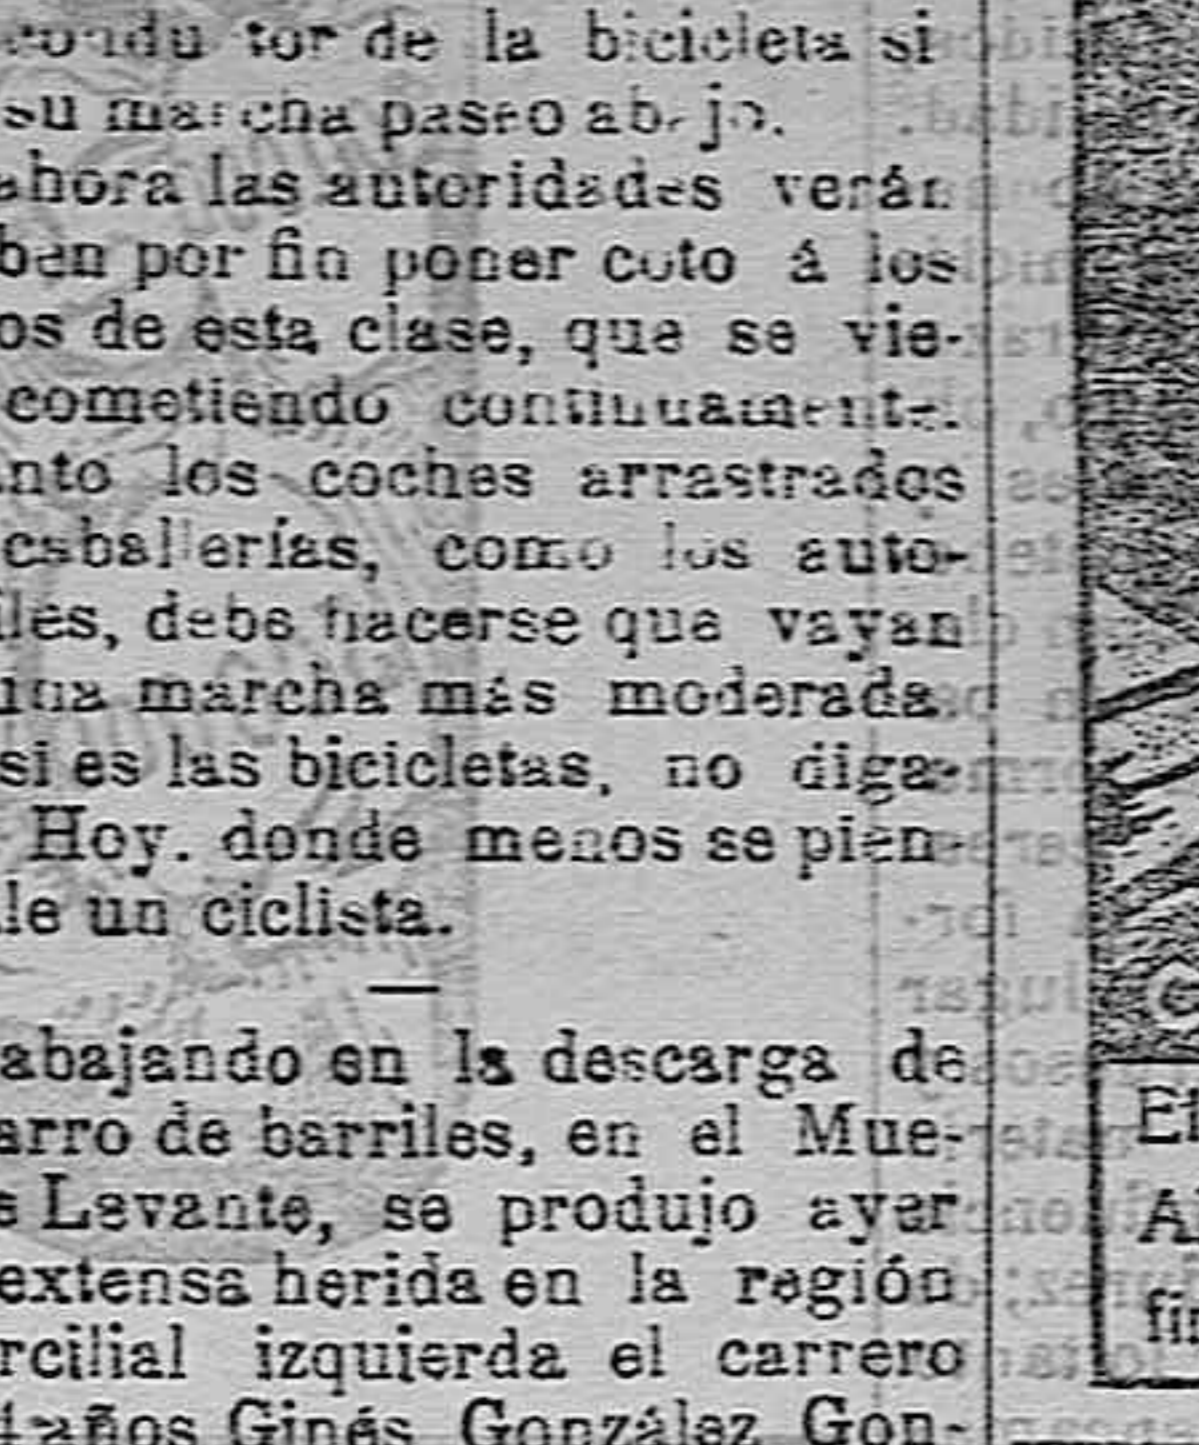 tor de la bicicleta si
su marcha paseo abajo.
ahora las autoridades verán
ban por fin poner coto á los
os de esta clase, que se vie-
cometiendo continuamente.
nto los coches arrastrados
caballerías, como los auto-
iles, debe hacerse que vayan
una marcha más moderada
si es las bicicletas, no diga-
Hoy. donde menos se pien-
le un ciclista.
abajando en la descarga de
arro de barriles, en el Mue-
Levante, se produjo ayer
extensa herida en la región
rcilial izquierda el carrero
años Ginés González Gon-